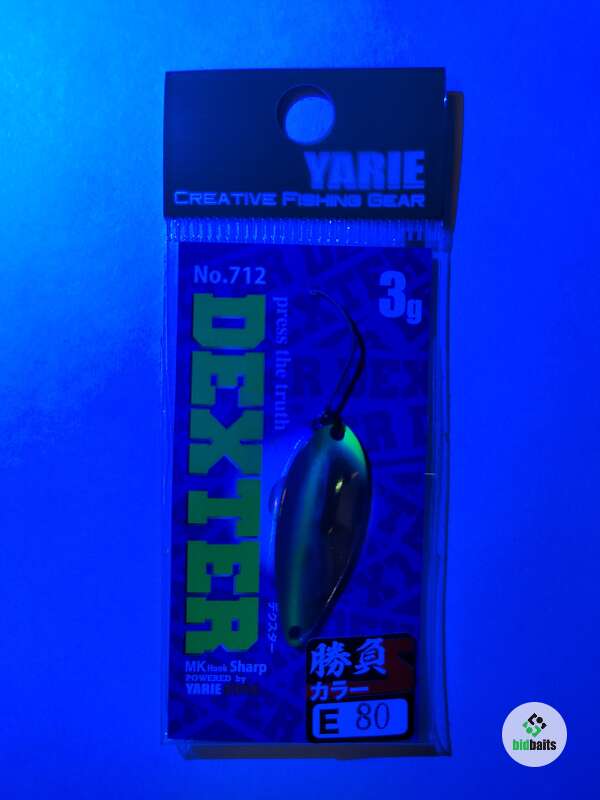 YARIE
CREATIVE FISHING GEAR
No.712
3g
DEXTER
press the truth
デクスター
MK Hook Sharp
POWERED by
YARIE
勝負
カラー
E 80
bidbaits